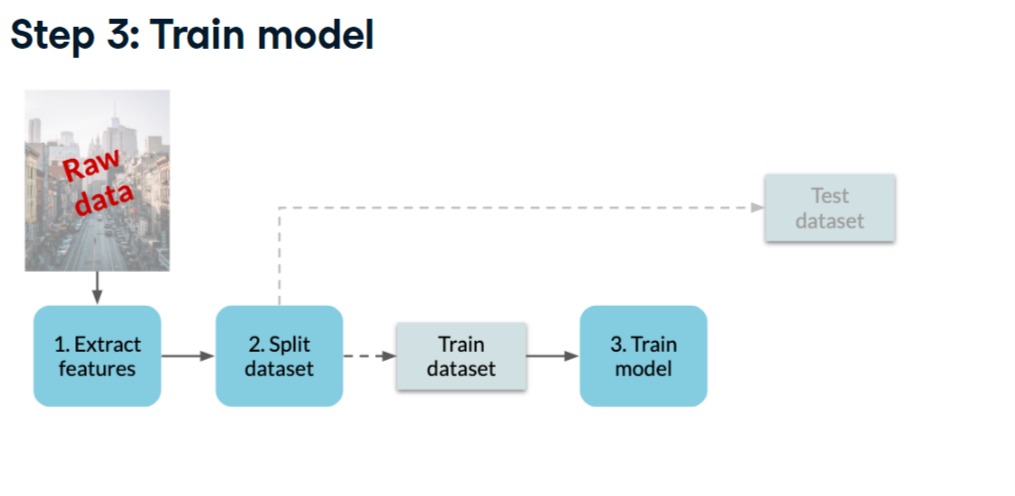 Step 3: Train model
Raw
data
Test
dataset
1. Extract
features
2. Split
dataset
Train
dataset
3. Train
model